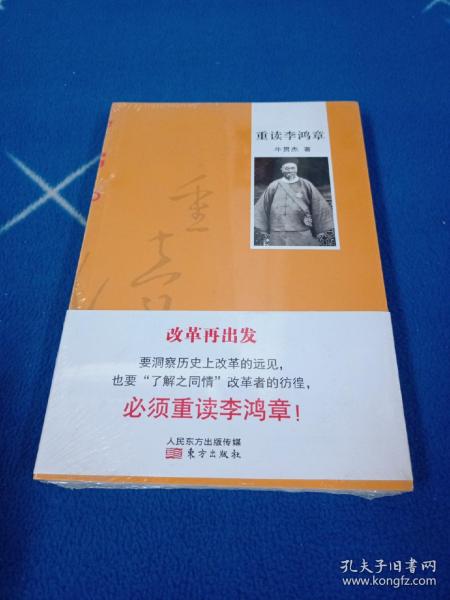 重读李鸿章
牛贯杰 著
重读
改革再出发
要洞察历史上改革的远见，
也要“了解之同情”改革者的彷徨，
必须重读李鸿章！
人民东方出版传媒
东方出版社
孔夫子旧书网
www.kongfz.com